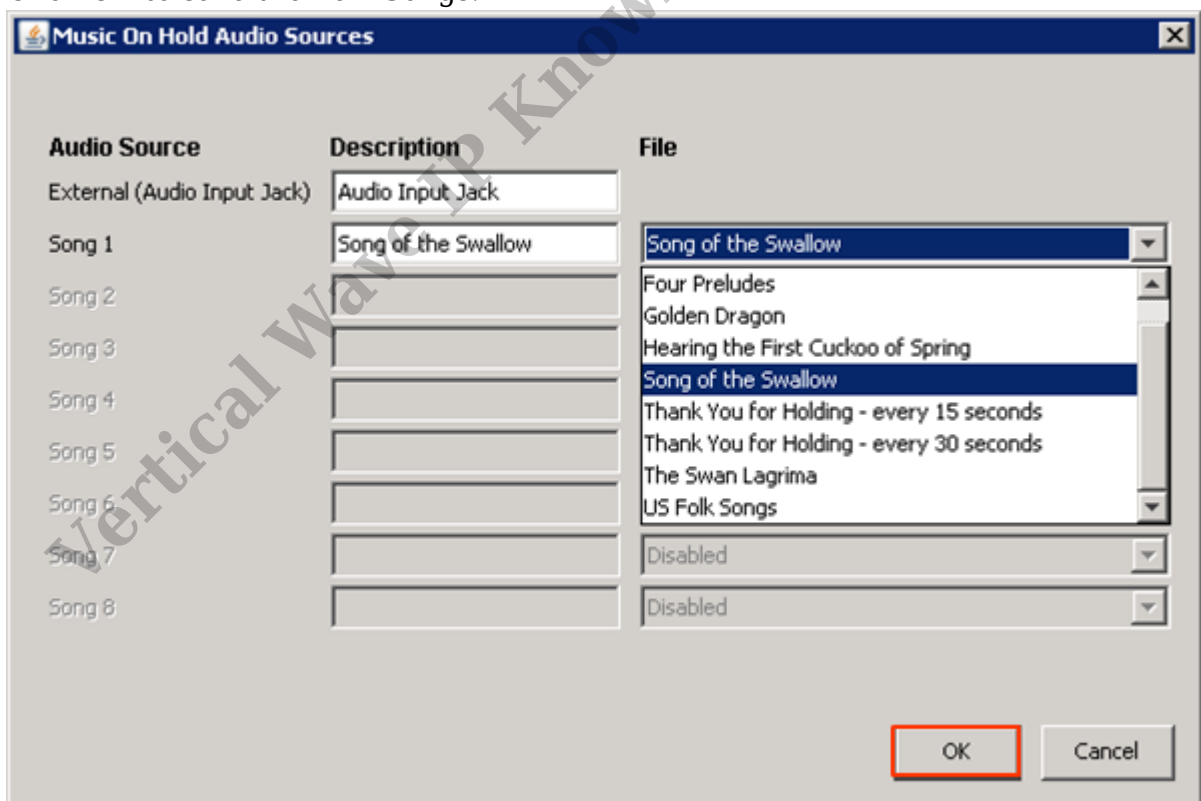 Music On Hold Audio Sources
Audio Source Description File
External (Audio Input Jack) Audio Input Jack
Song 1 Song of the Swallow Song of the Swallow
Song 2 Four Preludes
Golden Dragon
Song 3 Hearing the First Cuckoo of Spring
Song of the Swallow
Song 4 Thank You for Holding - every 15 seconds
Song 5 Thank You for Holding - every 30 seconds
The Swan Lagrima
Song 6 US Folk Songs
Song 7 Disabled
Song 8 Disabled
OK Cancel
Vertical Wave IP Know